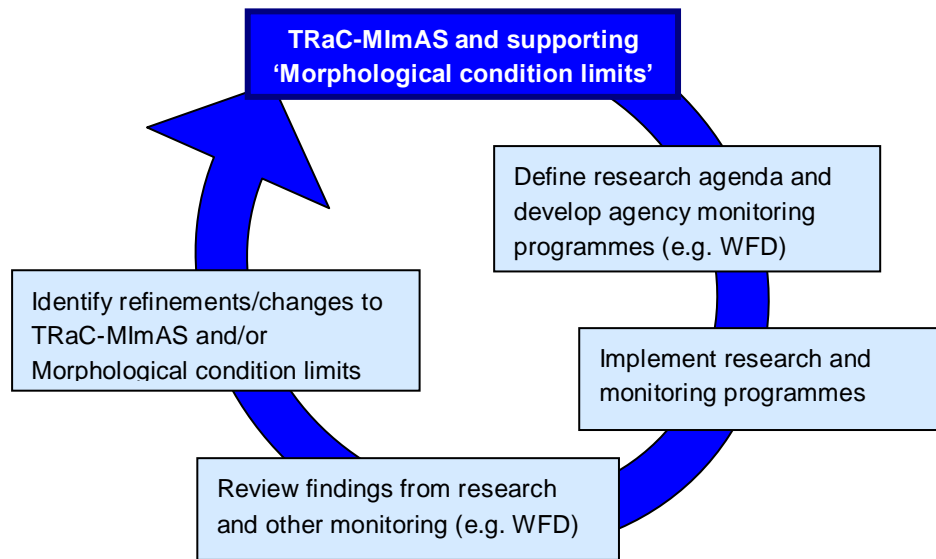 TRaC-MImAS and supporting
‘Morphological condition limits’
Define research agenda and
develop agency monitoring
programmes (e.g. WFD)
Implement research and
monitoring programmes
Review findings from research
and other monitoring (e.g. WFD)
Identify refinements/changes to
TRaC-MImAS and/or
Morphological condition limits